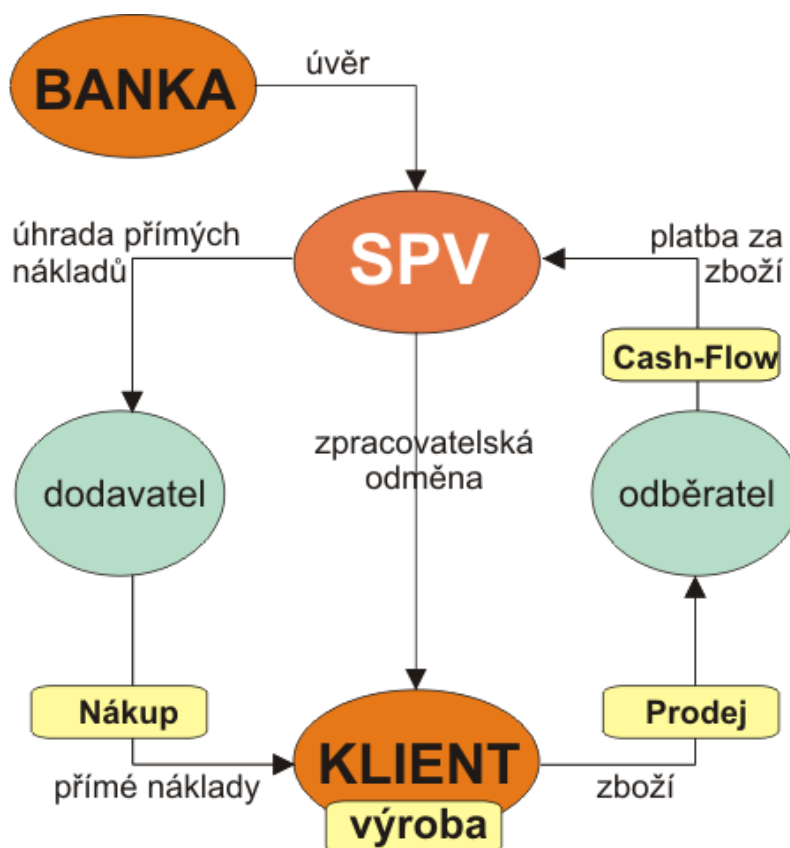 úvěr
BANKA
úhrada přímých
nákladů
SPV
platba za
zboží
Cash-Flow
zpracovatelská
odměna
dodavatel
odběratel
Nákup
Prodej
KLIENT
přímé náklady
zboží
výroba